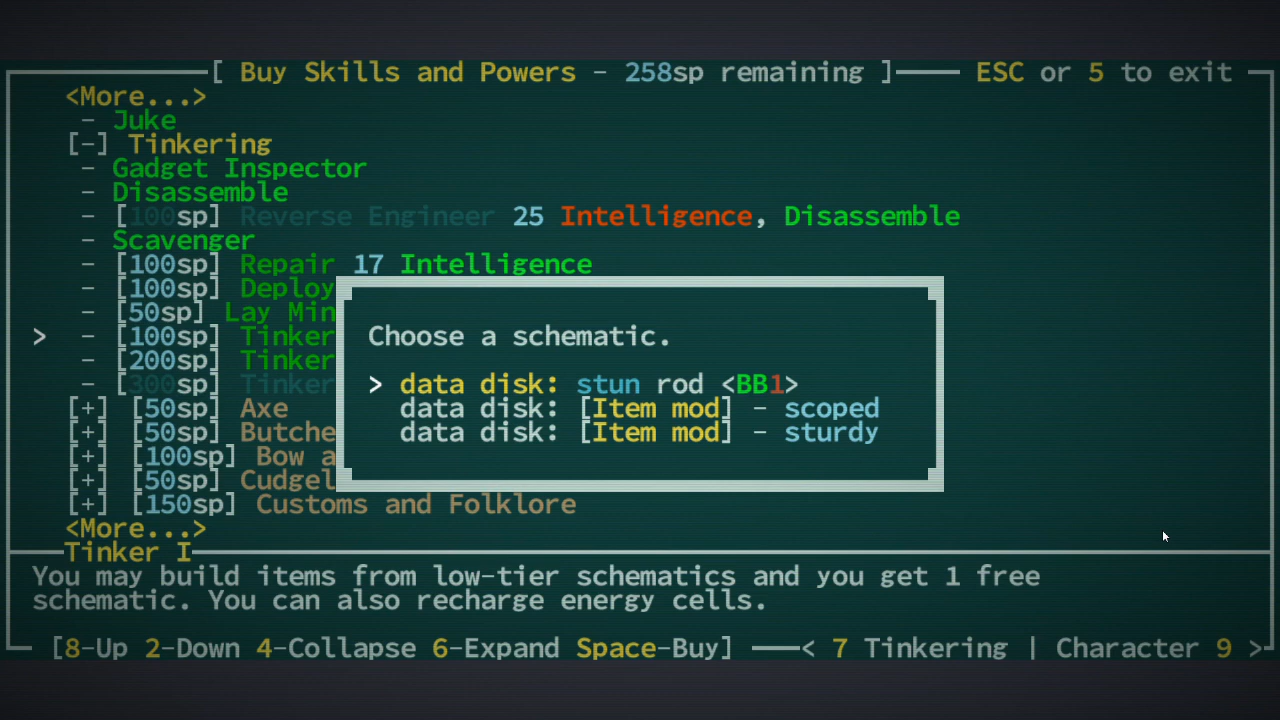 [ Buy Skills and Powers - 258sp remaining ] ESC or 5 to exit
<More...>
- Juke
[-] Tinkering
- Gadget Inspector
- Disassemble
- [100sp] Reverse Engineer 25 Intelligence, Disassemble
- Scavenger
- [100sp] Repair 17 Intelligence
- [100sp] Deploy
- [50sp] Lay Min
> - [100sp] Tinker
- [200sp] Tinker
- [300sp] Tinker
[+] [50sp] Axe
[+] [50sp] Butche
[+] [100sp] Bow a
[+] [50sp] Cudgel
[+] [150sp] Customs and Folklore
<More...>
Choose a schematic.
> data disk: stun rod <BB1>
data disk: [Item mod] - scoped
data disk: [Item mod] - sturdy
Tinker I
You may build items from low-tier schematics and you get 1 free
schematic. You can also recharge energy cells.
[8-Up 2-Down 4-Collapse 6-Expand Space-Buy] < 7 Tinkering | Character 9 >